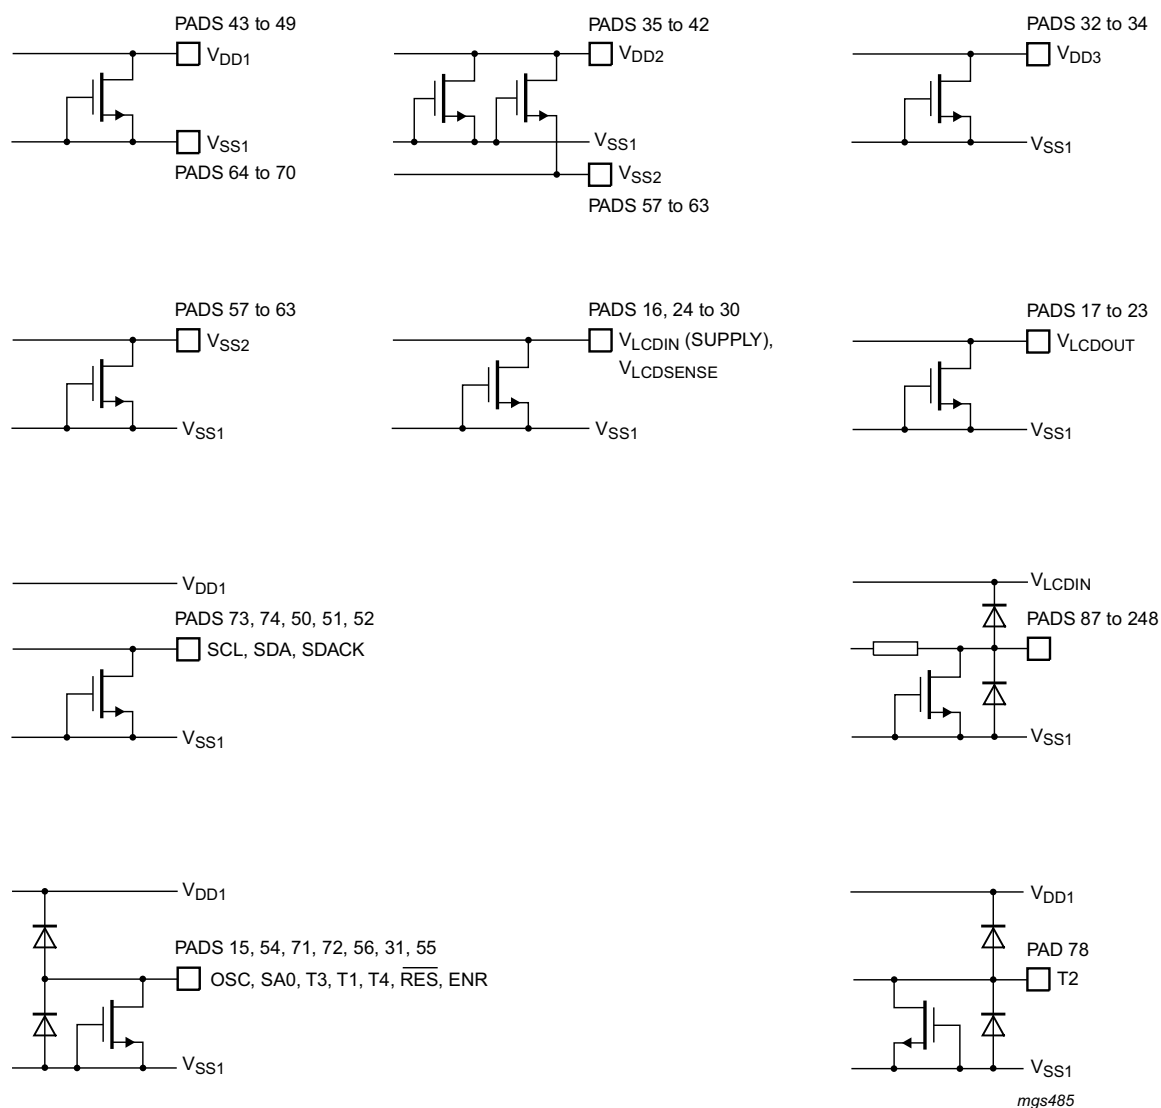 PADS 43 to 49
VDD1
VSS1
PADS 64 to 70
PADS 35 to 42
VDD2
VSS1
VSS2
PADS 57 to 63
PADS 32 to 34
VDD3
VSS1
PADS 57 to 63
VSS2
VSS1
PADS 16, 24 to 30
VLCDIN (SUPPLY),
VLCDSENSE
VSS1
PADS 17 to 23
VLCDOUT
VSS1
VDD1
PADS 73, 74, 50, 51, 52
SCL, SDA, SDACK
VSS1
VLCDIN
PADS 87 to 248
VSS1
VDD1
PADS 15, 54, 71, 72, 56, 31, 55
OSC, SA0, T3, T1, T4, R̅E̅S̅, ENR
VSS1
VDD1
PAD 78
T2
VSS1
mgs485